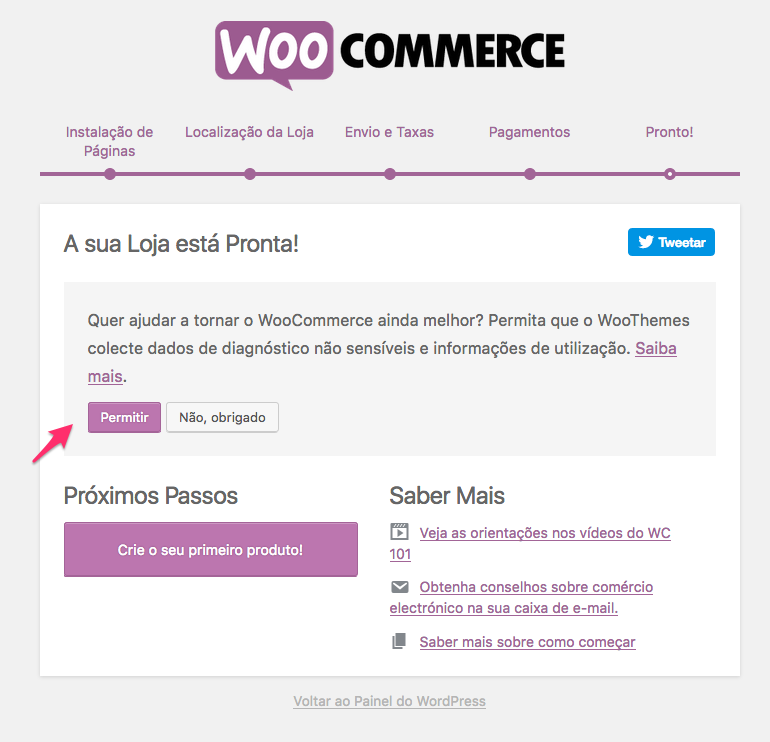 WOO COMMERCE
Instalação de
Páginas
Localização da Loja
Envio e Taxas
Pagamentos
Pronto!
A sua Loja está Pronta!
Tweetar
Quer ajudar a tornar o WooCommerce ainda melhor? Permita que o WooThemes
colecte dados de diagnóstico não sensíveis e informações de utilização. Saiba
mais.
Permitir
Não, obrigado
Próximos Passos
Crie o seu primeiro produto!
Saber Mais
Veja as orientações nos vídeos do WC
101
Obtenha conselhos sobre comércio
electrónico na sua caixa de e-mail.
Saber mais sobre como começar
Voltar ao Painel do WordPress